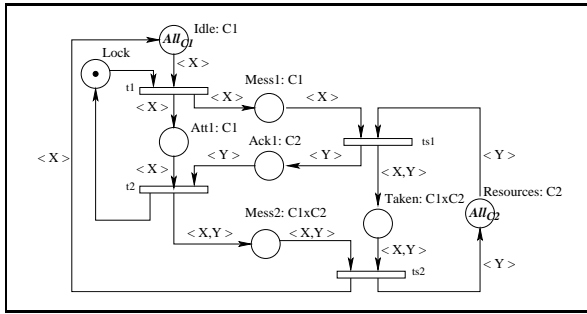 All C1 Idle: C1
< X >
Lock
Mess1: C1
t1
< X > < X > < X >
Att1: C1 Ack1: C2 ts1
< X > < X > < Y > < Y > < X,Y > < Y >
t2
Taken: C1xC2 Resources: C2
All C2
Mess2: C1xC2
< X,Y > < X,Y > < X,Y > < Y >
ts2